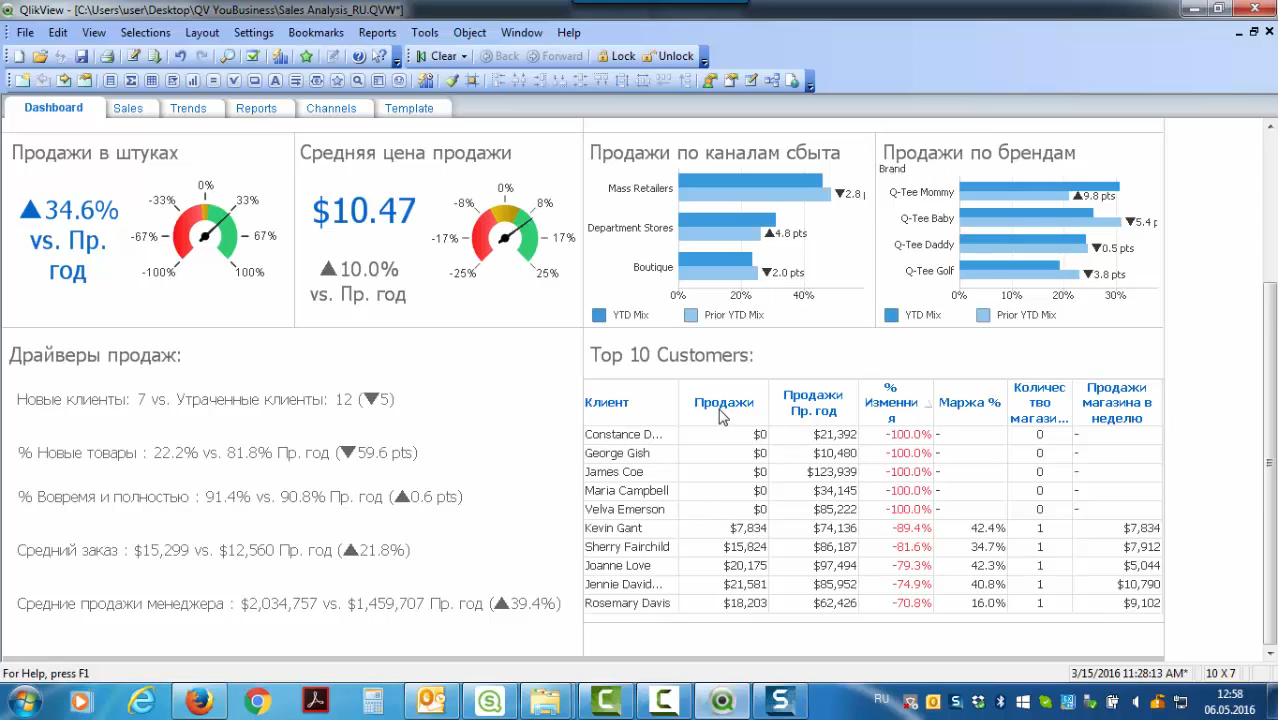 QlikView - [C:\Users\user\Desktop\QV YouBusiness\Sales Analysis_RU.QVW*]
File Edit View Selections Layout Settings Bookmarks Reports Tools Object Window Help
Clear Back Forward Lock Unlock
Dashboard Sales Trends Reports Channels Template
Продажи в штуках
▲34.6%
vs. Пр.
год
0%
-33% 33%
-67% 67%
-100% 100%
Средняя цена продажи
$10.47
▲10.0%
vs. Пр. год
0%
-8% 8%
-17% 17%
-25% 25%
Продажи по каналам сбыта
Mass Retailers ▼2.8 p
Department Stores ▲4.8 pts
Boutique ▼2.0 pts
0% 20% 40%
YTD Mix Prior YTD Mix
Продажи по брендам
Brand
Q-Tee Mommy ▲9.8 pts
Q-Tee Baby ▼5.4 p
Q-Tee Daddy ▼0.5 pts
Q-Tee Golf ▼3.8 pts
0% 10% 20% 30%
YTD Mix Prior YTD Mix
Драйверы продаж:
Новые клиенты: 7 vs. Утраченные клиенты: 12 (▼5)
% Новые товары : 22.2% vs. 81.8% Пр. год (▼59.6 pts)
% Вовремя и полностью : 91.4% vs. 90.8% Пр. год (▲0.6 pts)
Средний заказ : $15,299 vs. $12,560 Пр. год (▲21.8%)
Средние продажи менеджера : $2,034,757 vs. $1,459,707 Пр. год (▲39.4%)
Top 10 Customers:
Клиент
Продажи
Продажи
Пр. год
%
Изменни
я
Маржа %
Количес
тво
магази...
Продажи
магазина в
неделю
Constance D... $0 $21,392 -100.0% - 0 -
George Gish $0 $10,480 -100.0% - 0 -
James Coe $0 $123,939 -100.0% - 0 -
Maria Campbell $0 $34,145 -100.0% - 0 -
Velva Emerson $0 $85,222 -100.0% - 0 -
Kevin Gant $7,834 $74,136 -89.4% 42.4% 1 $7,834
Sherry Fairchild $15,824 $86,187 -81.6% 34.7% 1 $7,912
Joanne Love $20,175 $97,494 -79.3% 42.3% 1 $5,044
Jennie David... $21,581 $85,952 -74.9% 40.8% 1 $10,790
Rosemary Davis $18,203 $62,426 -70.8% 16.0% 1 $9,102
For Help, press F1
3/15/2016 11:28:13 AM* 10 X 7
RU
12:58
06.05.2016